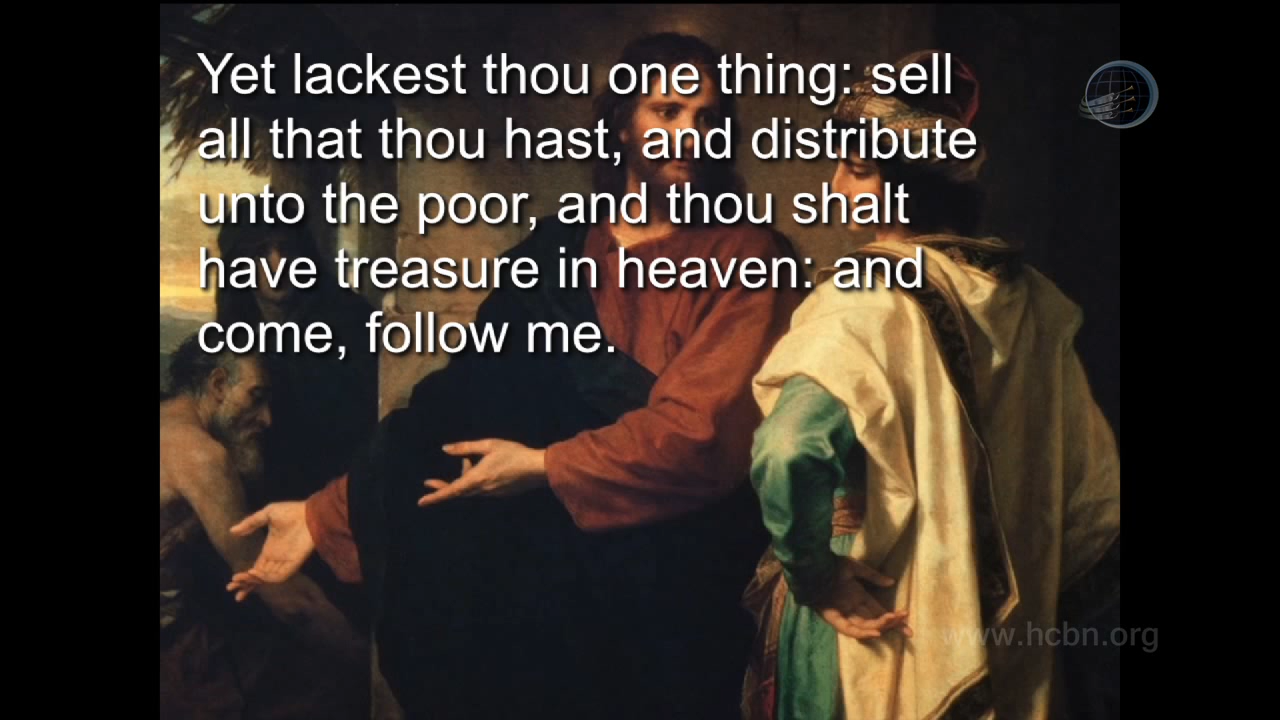 Yet lackest thou one thing: sell
all that thou hast, and distribute
unto the poor, and thou shalt
have treasure in heaven: and
come, follow me.
www.hcbn.org